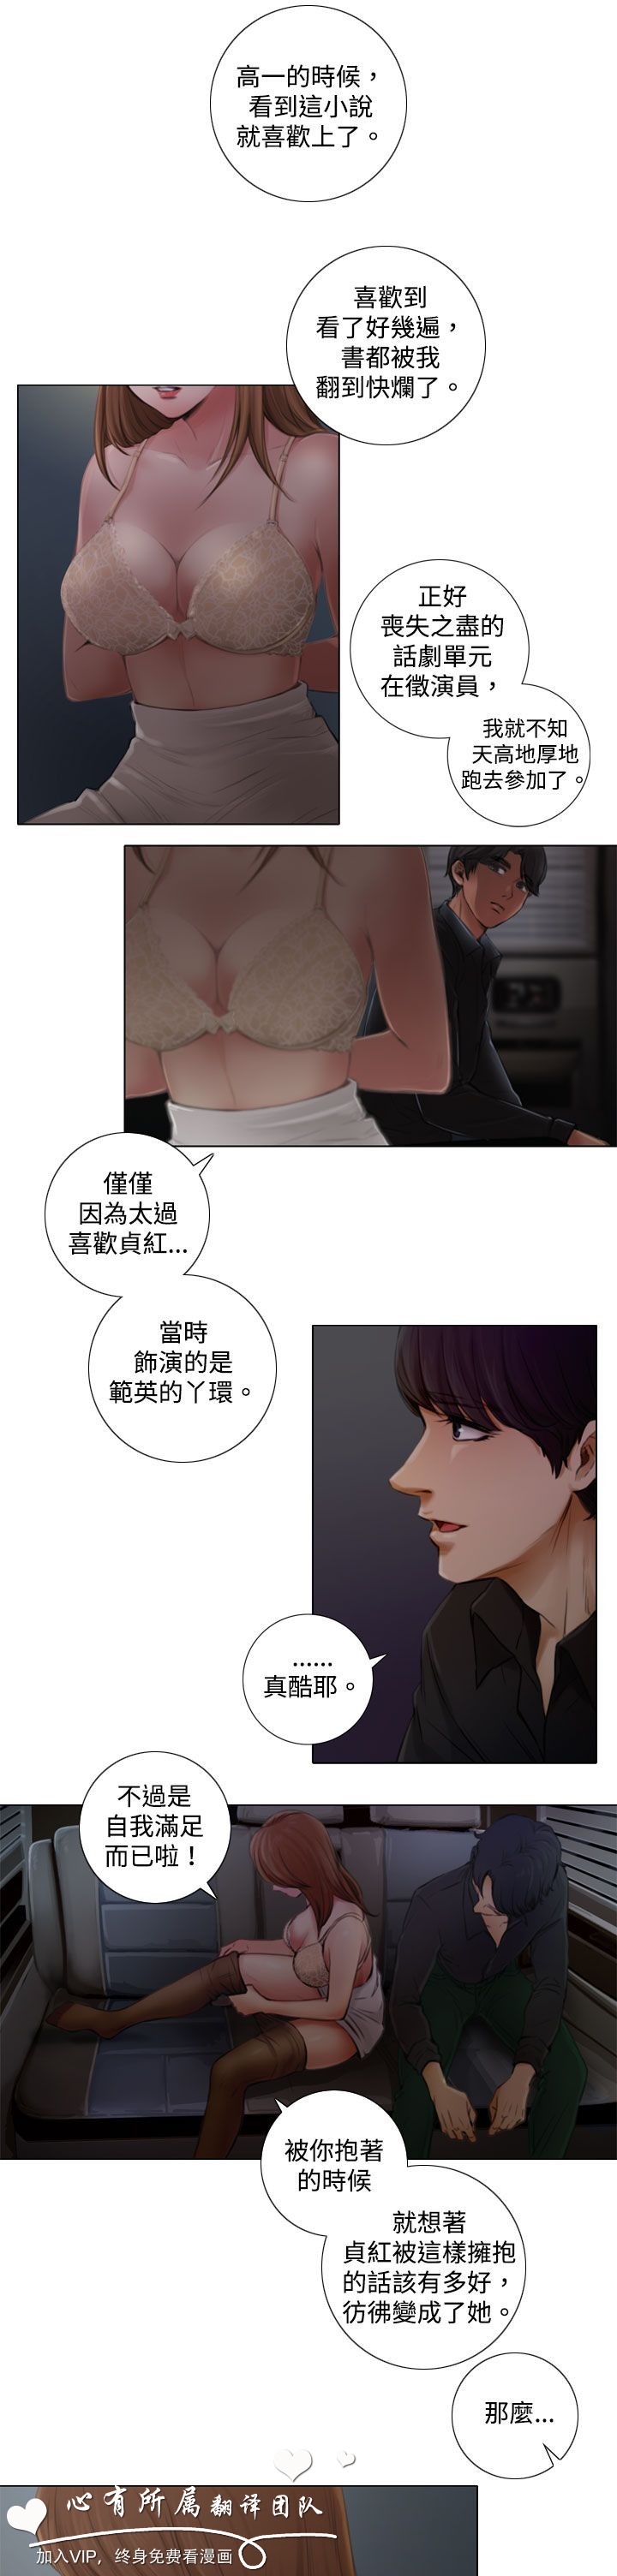 高一的時候，
看到這小說
就喜歡上了。
喜歡到
看了好幾遍，
書都被我
翻到快爛了。
正好
喪失之盡的
話劇單元
在徵演員，
我就不知
天高地厚地
跑去參加了。
僅僅
因為太過
喜歡貞紅...
當時
飾演的是
範英的丫環。
......
真酷耶。
不過是
自我滿足
而已啦！
被你抱著
的時候
就想著
貞紅被這樣擁抱
的話該有多好，
彷彿變成了她。
那麼...
心有所属翻译团队
加入VIP，终身免费看漫画